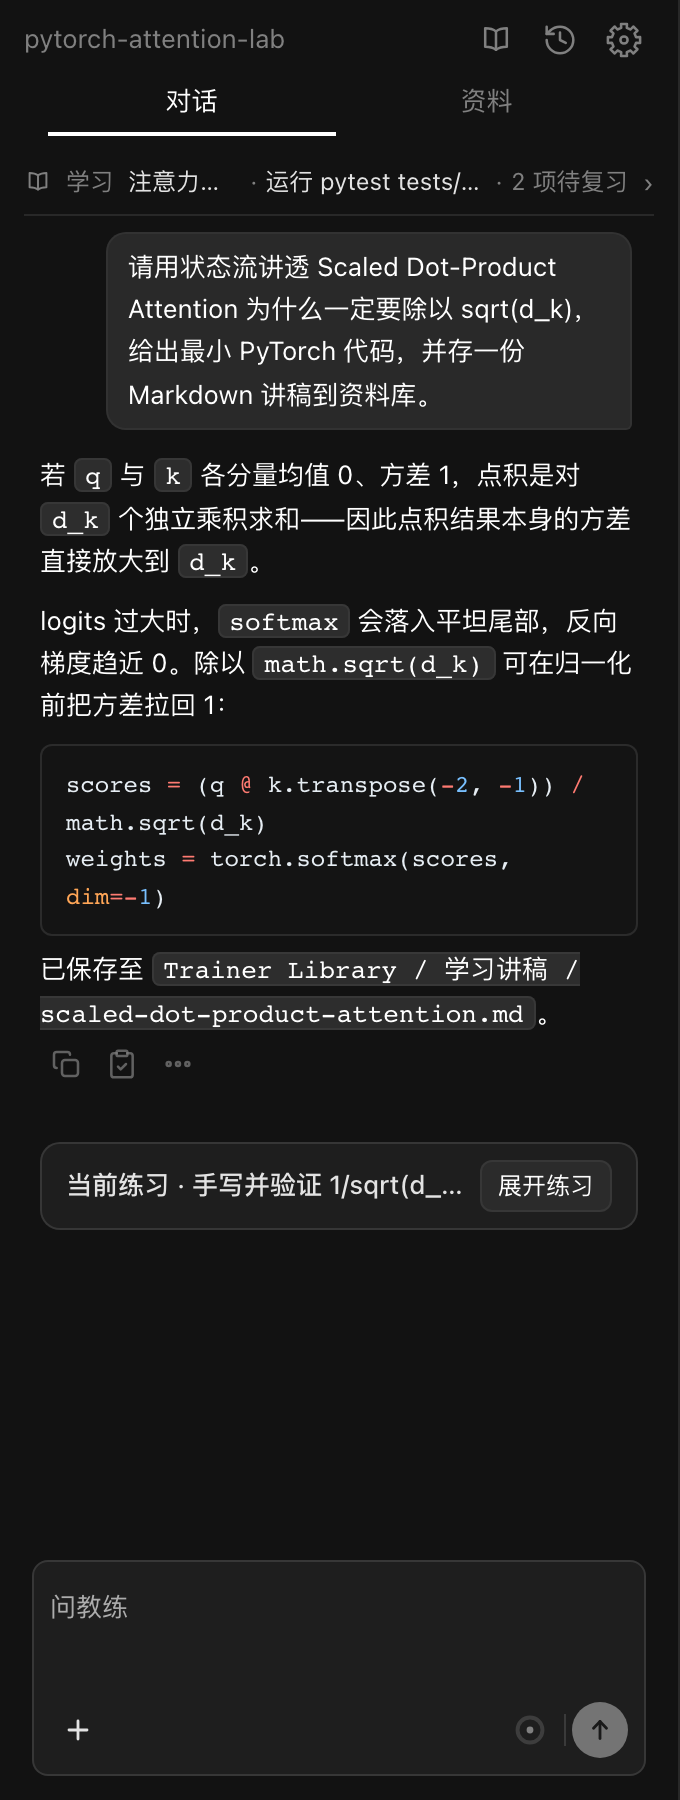 pytorch-attention-lab
对话 资料
学习 注意力... · 运行 pytest tests/... · 2 项待复习 ›
请用状态流讲透 Scaled Dot-Product
Attention 为什么一定要除以 sqrt(d_k)，
给出最小 PyTorch 代码，并存一份
Markdown 讲稿到资料库。
若 q 与 k 各分量均值 0、方差 1，点积是对
d_k 个独立乘积求和——因此点积结果本身的方差
直接放大到 d_k。
logits 过大时，softmax 会落入平坦尾部，反向
梯度趋近 0。除以 math.sqrt(d_k) 可在归一化
前把方差拉回 1：
scores = (q @ k.transpose(-2, -1)) /
math.sqrt(d_k)
weights = torch.softmax(scores,
dim=-1)
已保存至 Trainer Library / 学习讲稿 /
scaled-dot-product-attention.md。
当前练习 · 手写并验证 1/sqrt(d_... 展开练习
问教练